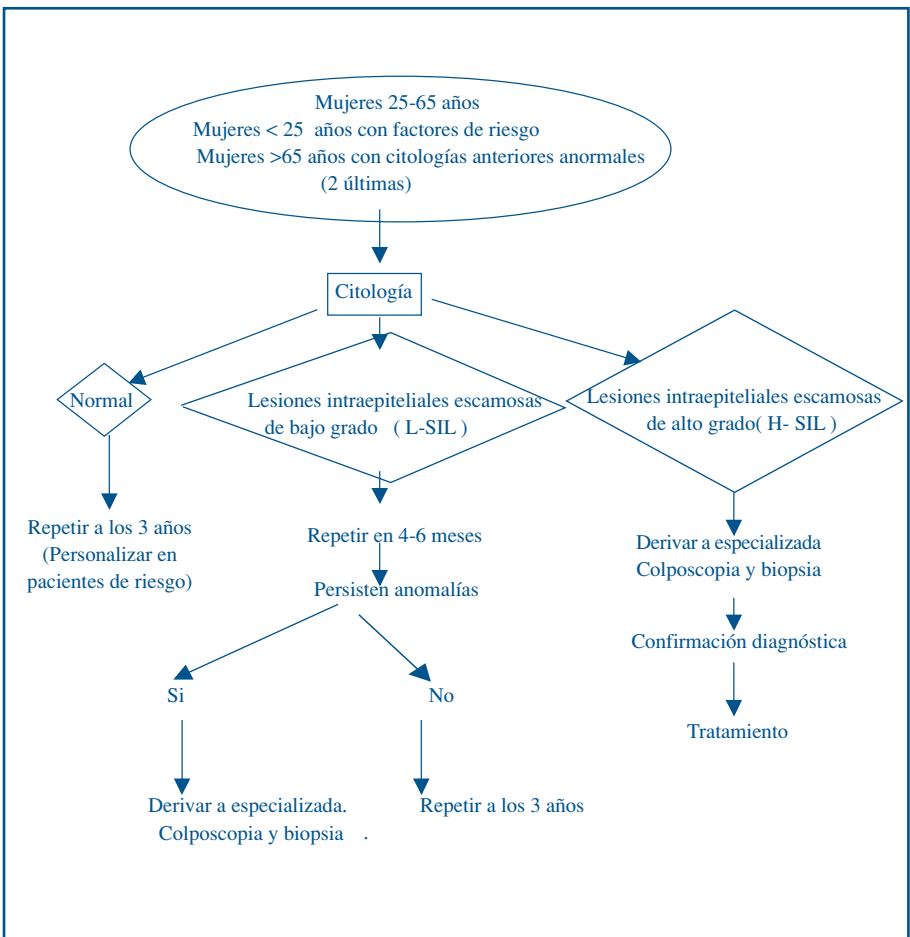 Mujeres 25-65 años
Mujeres < 25 años con factores de riesgo
Mujeres >65 años con citologías anteriores anormales
(2 últimas)
Citología
Normal
Lesiones intraepiteliales escamosas
de bajo grado ( L-SIL )
Lesiones intraepiteliales escamosas
de alto grado( H- SIL )
Repetir a los 3 años
(Personalizar en
pacientes de riesgo)
Repetir en 4-6 meses
Persisten anomalías
Derivar a especializada
Colposcopia y biopsia
Confirmación diagnóstica
Tratamiento
Si
No
Derivar a especializada.
Colposcopia y biopsia .
Repetir a los 3 años